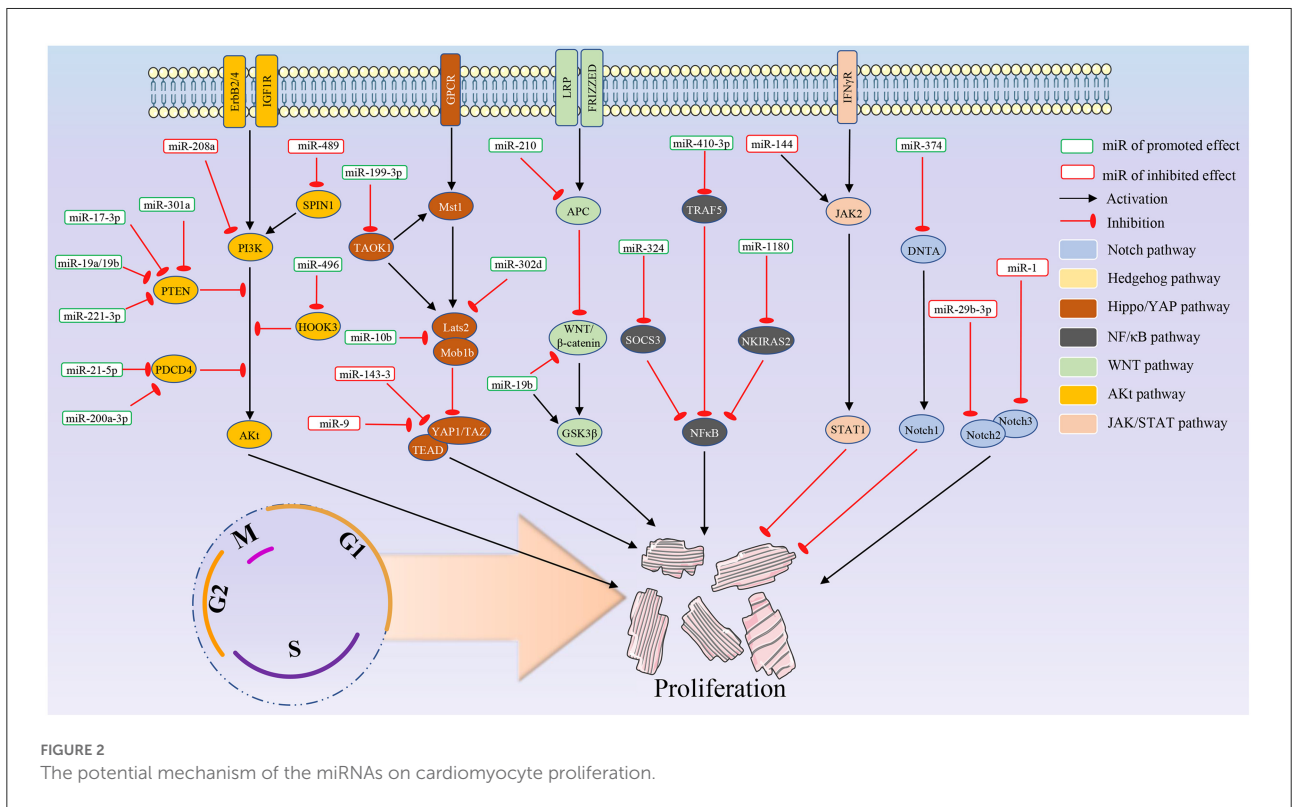 ErbB2/4
IGF1R
GPCR
LRP
FRIZZED
IFNγR
miR-208a
miR-489
miR-199-3p
miR-210
miR-410-3p
miR-144
miR-374
miR of promoted effect
miR of inhibited effect
Activation
Inhibition
Notch pathway
Hedgehog pathway
Hippo/YAP pathway
NF/κB pathway
WNT pathway
AKt pathway
JAK/STAT pathway
miR-301a
miR-17-3p
miR-19a/19b
miR-221-3p
SPIN1
PI3K
PTEN
miR-496
HOOK3
miR-21-5p
PDCD4
miR-200a-3p
AKt
Mst1
TAOK1
miR-302d
Lats2
Mob1b
miR-10b
miR-143-3
miR-9
YAP1/TAZ
TEAD
APC
WNT/
β-catenin
miR-19b
GSK3β
TRAF5
miR-324
miR-1180
SOCS3
NKIRAS2
NFκB
JAK2
STAT1
DNTA
miR-1
miR-29b-3p
Notch1
Notch2
Notch3
M
G1
G2
S
Proliferation
FIGURE 2
The potential mechanism of the miRNAs on cardiomyocyte proliferation.